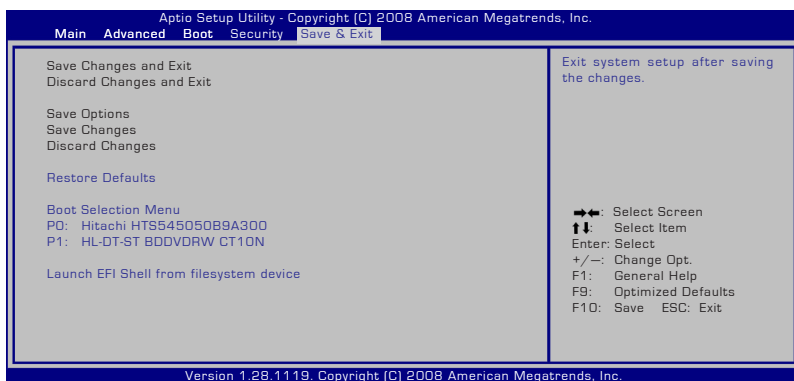 Aptio Setup Utility - Copyright (C) 2008 American Megatrends, Inc.
Main Advanced Boot Security Save & Exit
Save Changes and Exit
Discard Changes and Exit
Save Options
Save Changes
Discard Changes
Restore Defaults
Boot Selection Menu
P0: Hitachi HTS545050B9A300
P1: HL-DT-ST BDDVDRW CT10N
Launch EFI Shell from filesystem device
Exit system setup after saving
the changes.
→←: Select Screen
↑↓: Select Item
Enter: Select
+/—: Change Opt.
F1: General Help
F9: Optimized Defaults
F10: Save ESC: Exit
Version 1.28.1119. Copyright (C) 2008 American Megatrends, Inc.